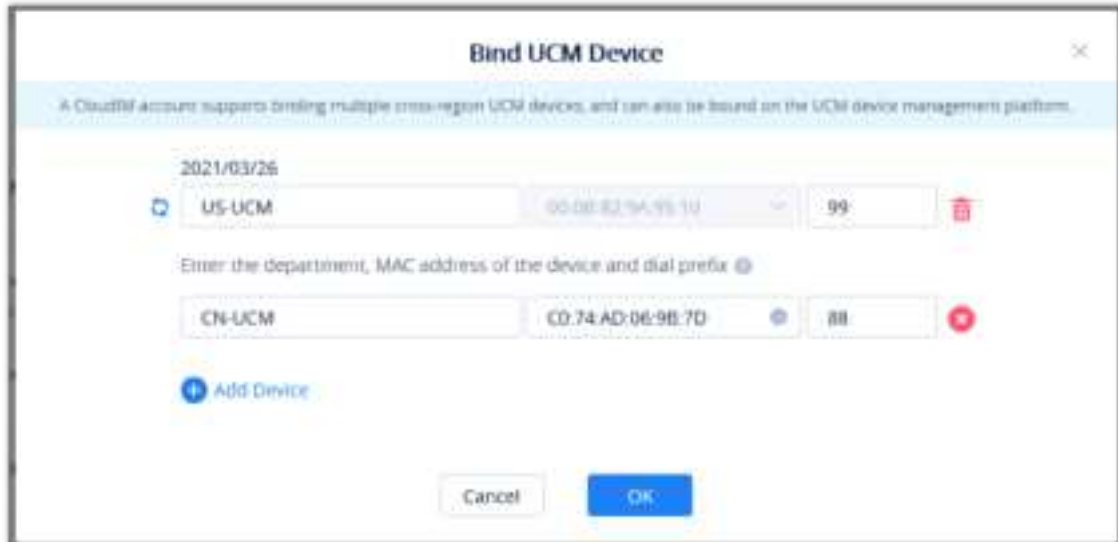 Bind UCM Device
A CloudIM account supports binding multiple cross-region UCM devices, and can also be bound on the UCM device management platform.
2021/03/26
US-UCM 99
Enter the department, MAC address of the device and dial prefix
CN-UCM C0:74:AD:06:9B:7D 88
Add Device
Cancel OK